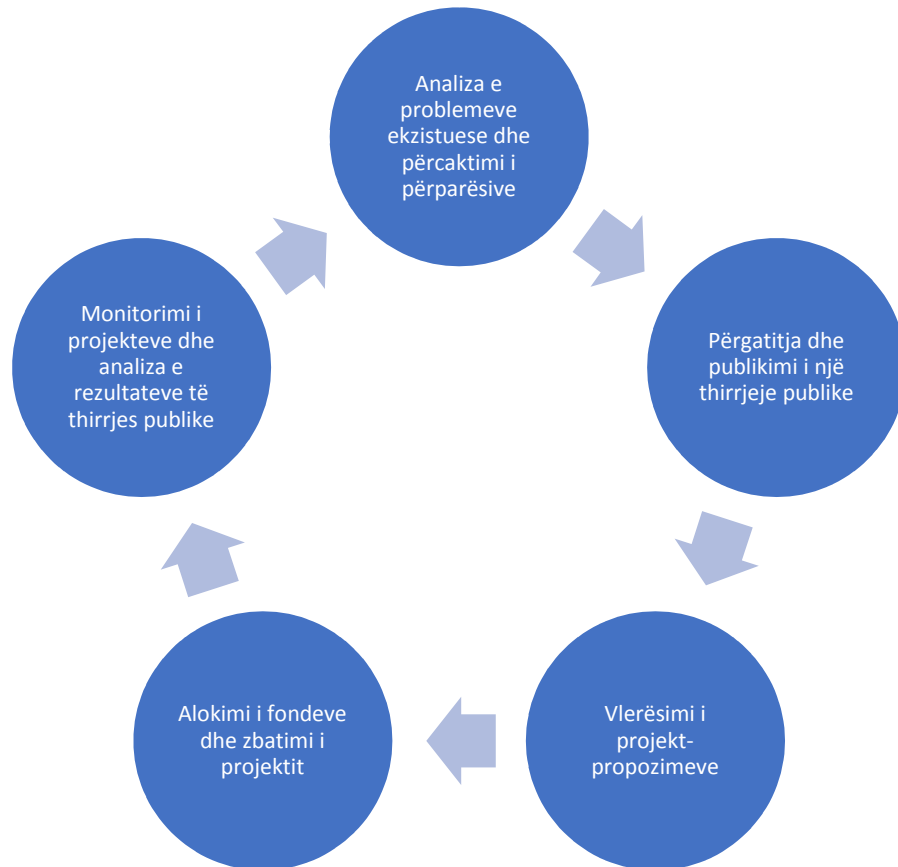 Analiza e
problemeve
ekzistuese dhe
përcaktimi i
përparësive
Përgatitja dhe
publikimi i një
thirrjeje publike
Vlerësimi i
projekt-
propozimeve
Alokimi i fondeve
dhe zbatimi i
projektit
Monitorimi i
projekteve dhe
analiza e
rezultateve të
thirrjes publike